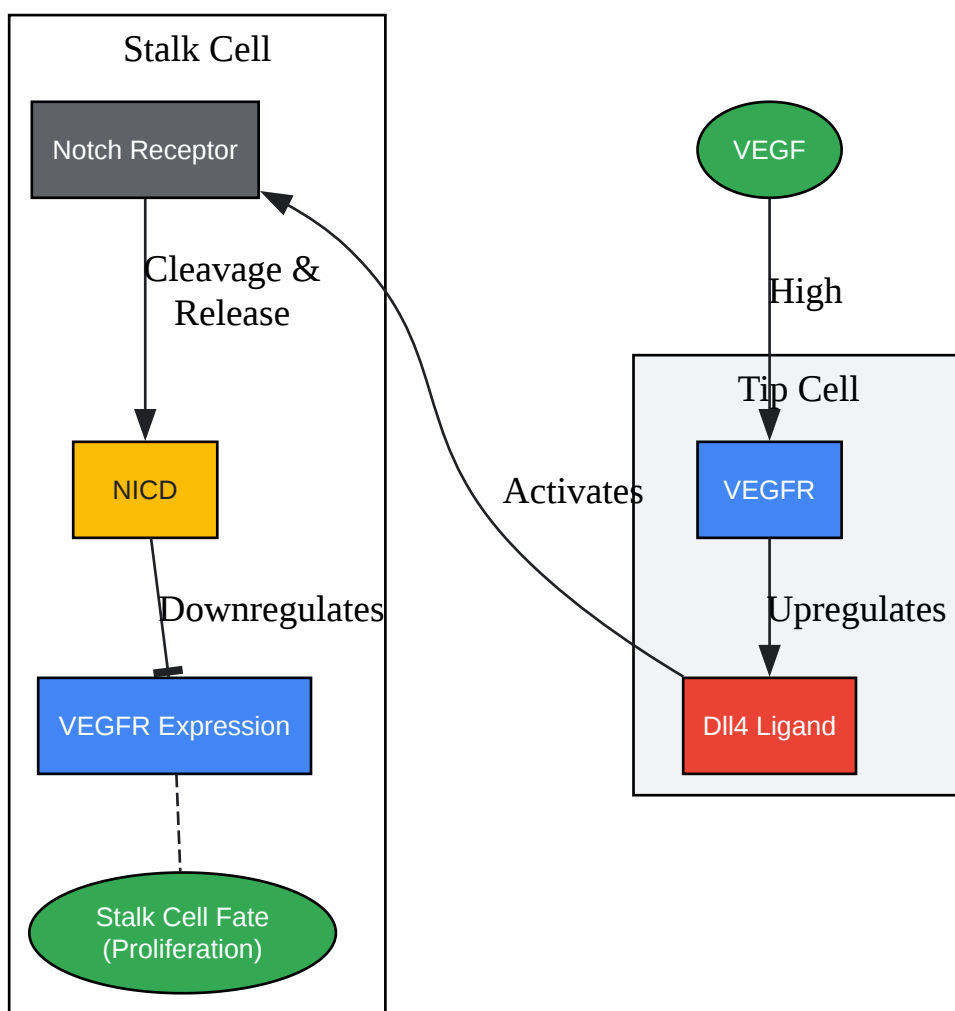 Stalk Cell
Notch Receptor
VEGF
Cleavage &
Release
High
Tip Cell
NICD
Activates
VEGFR
Downregulates
Upregulates
VEGFR Expression
Dll4 Ligand
Stalk Cell Fate
(Proliferation)